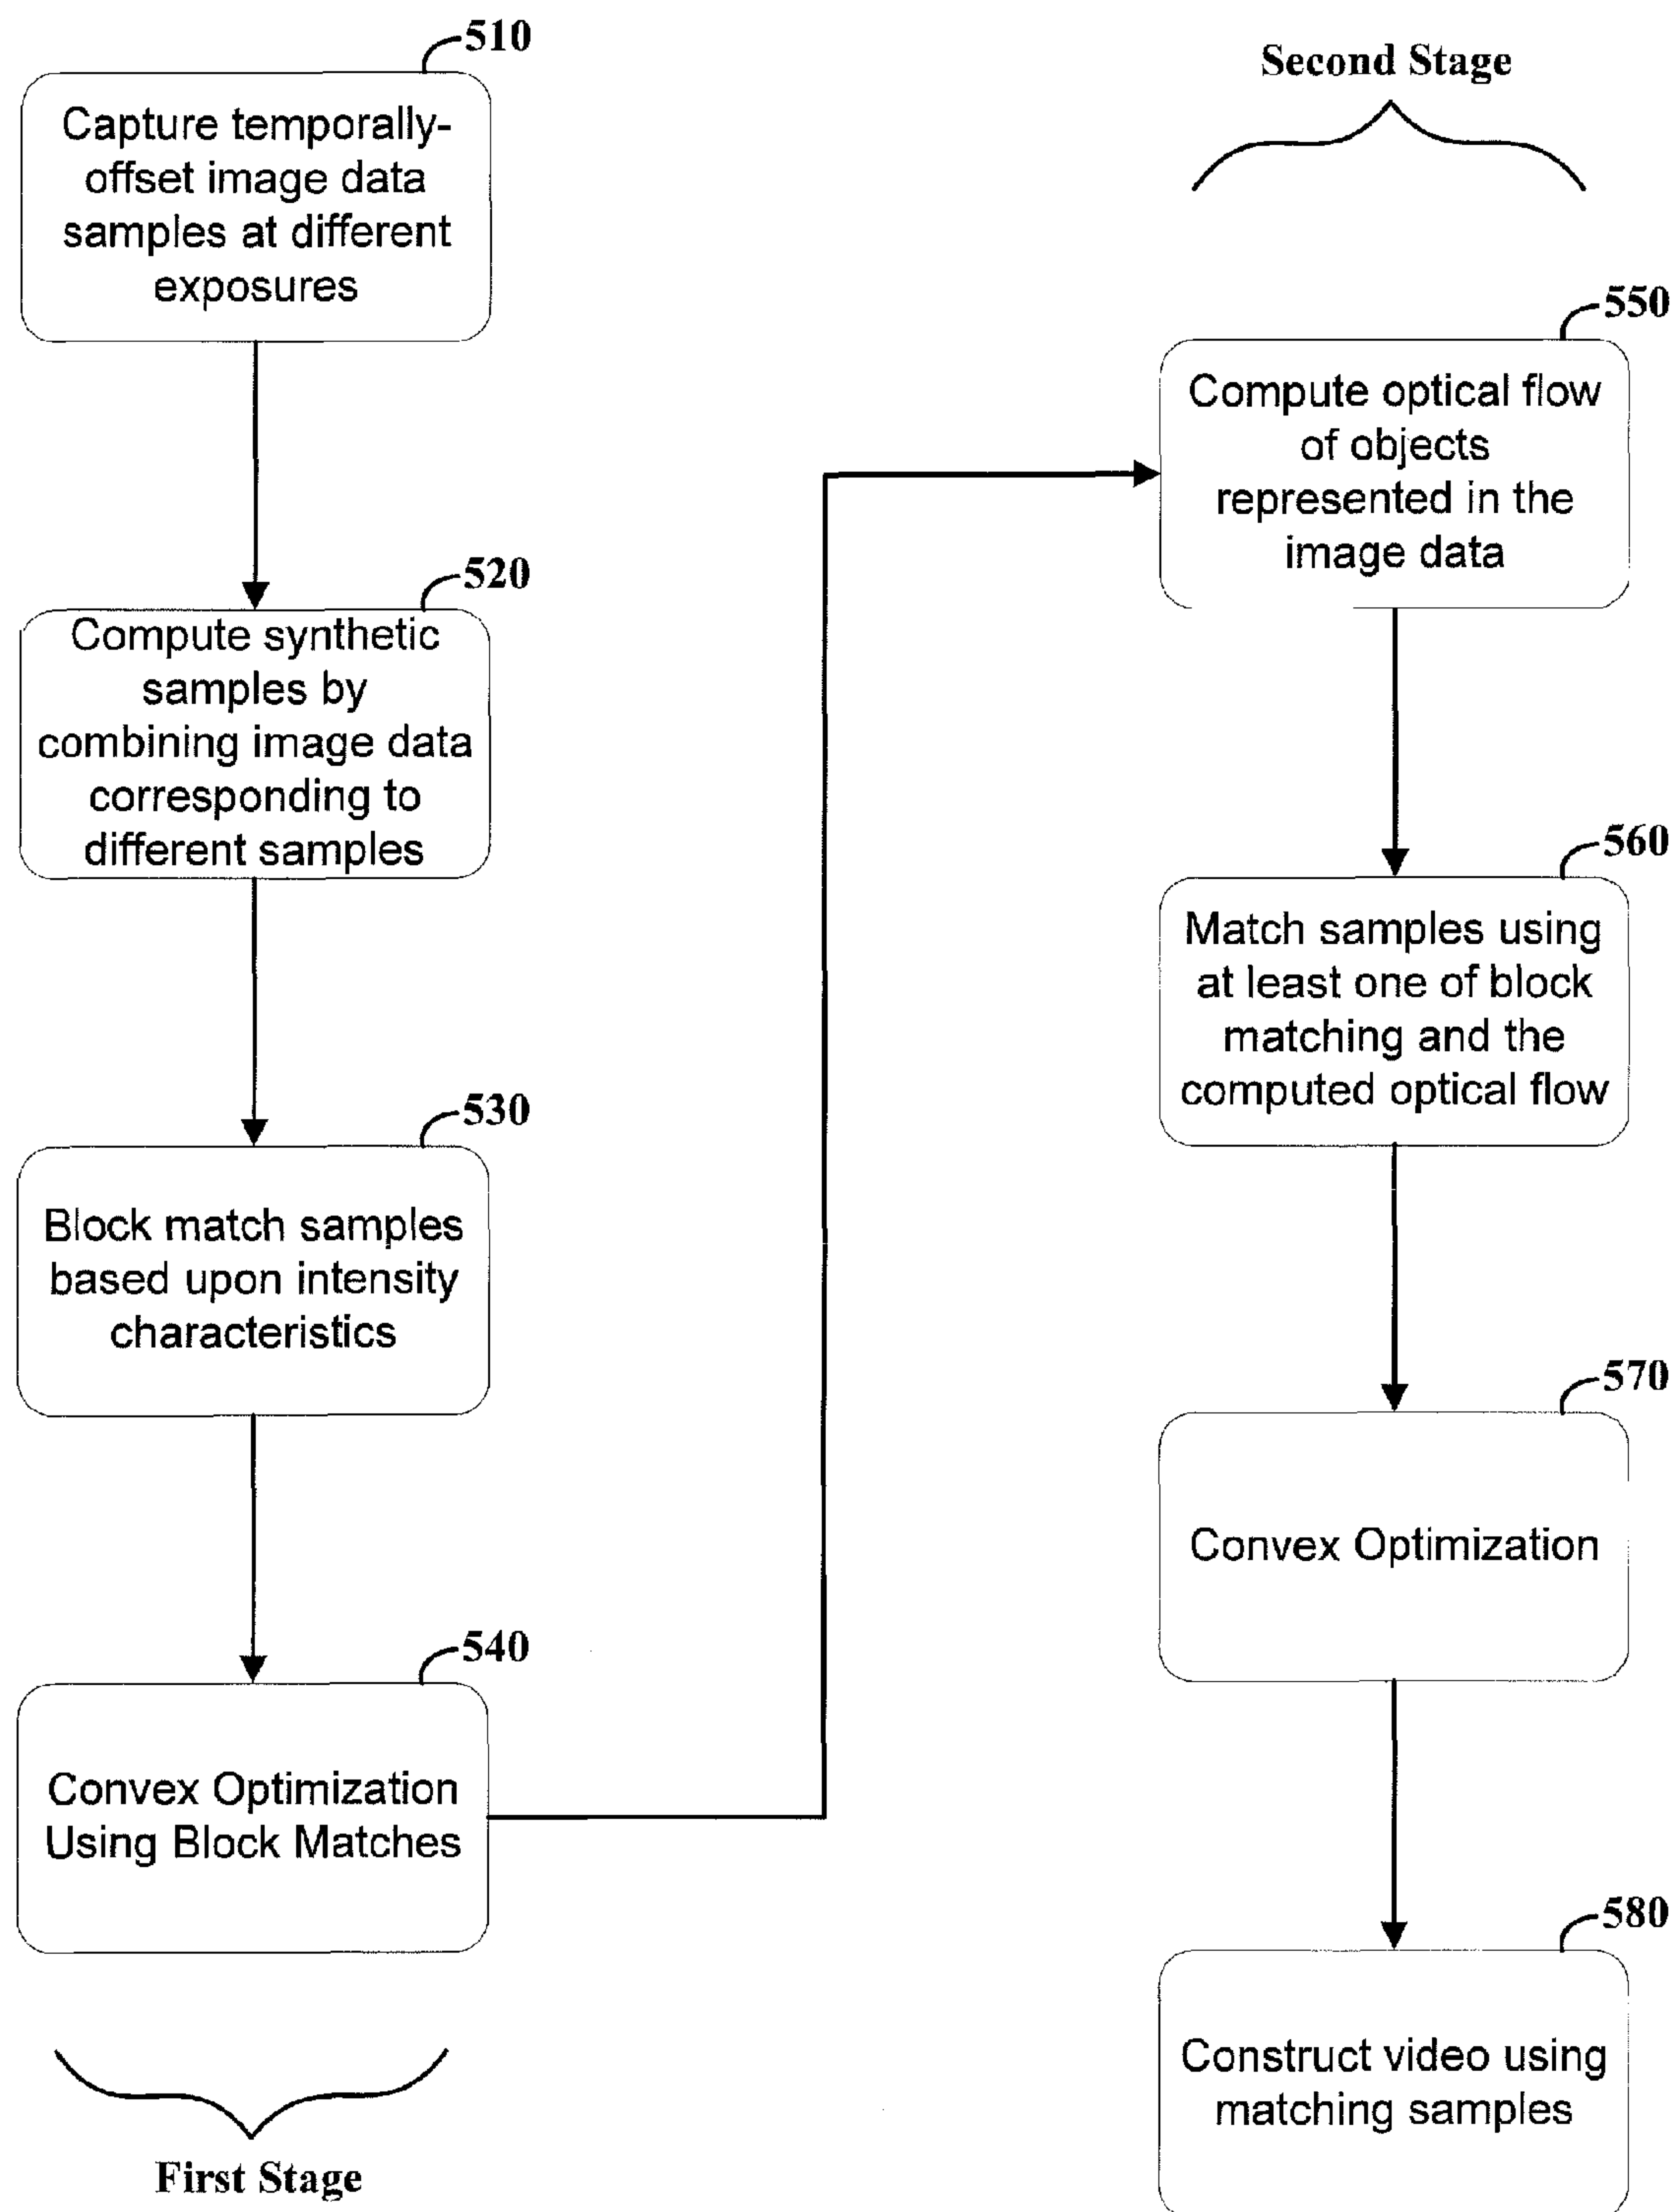 510
Capture temporally-
offset image data
samples at different
exposures
520
Compute synthetic
samples by
combining image data
corresponding to
different samples
530
Block match samples
based upon intensity
characteristics
540
Convex Optimization
Using Block Matches
First Stage
Second Stage
550
Compute optical flow
of objects
represented in the
image data
560
Match samples using
at least one of block
matching and the
computed optical flow
570
Convex Optimization
580
Construct video using
matching samples